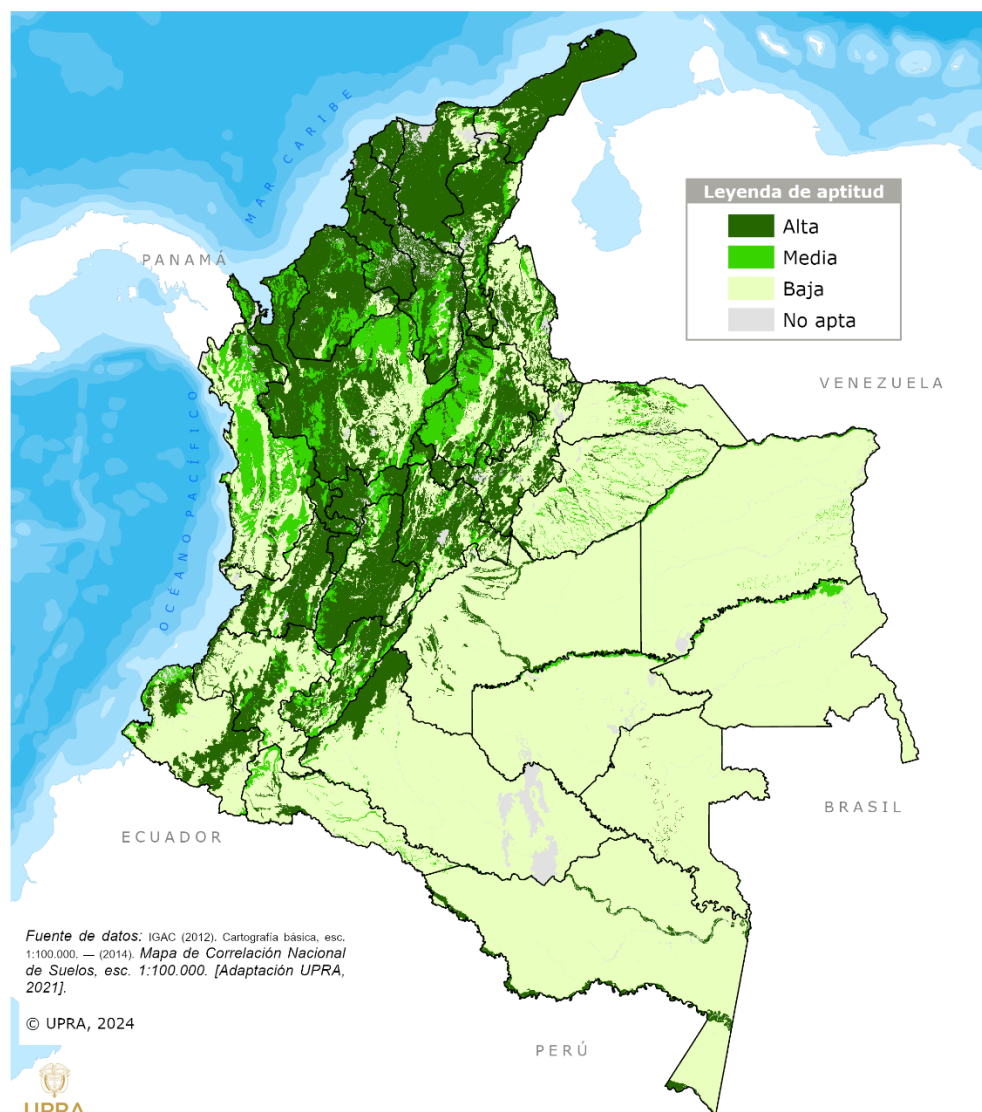 MAR CARIBE
PANAMÁ
Leyenda de aptitud
Alta
Media
Baja
No apta
VENEZUELA
OCÉANO PACÍFICO
BRASIL
ECUADOR
Fuente de datos: IGAC (2012). Cartografía básica, esc.
1:100.000. — (2014). Mapa de Correlación Nacional
de Suelos, esc. 1:100.000. [Adaptación UPRA,
2021].
© UPRA, 2024
PERÚ
UPRA